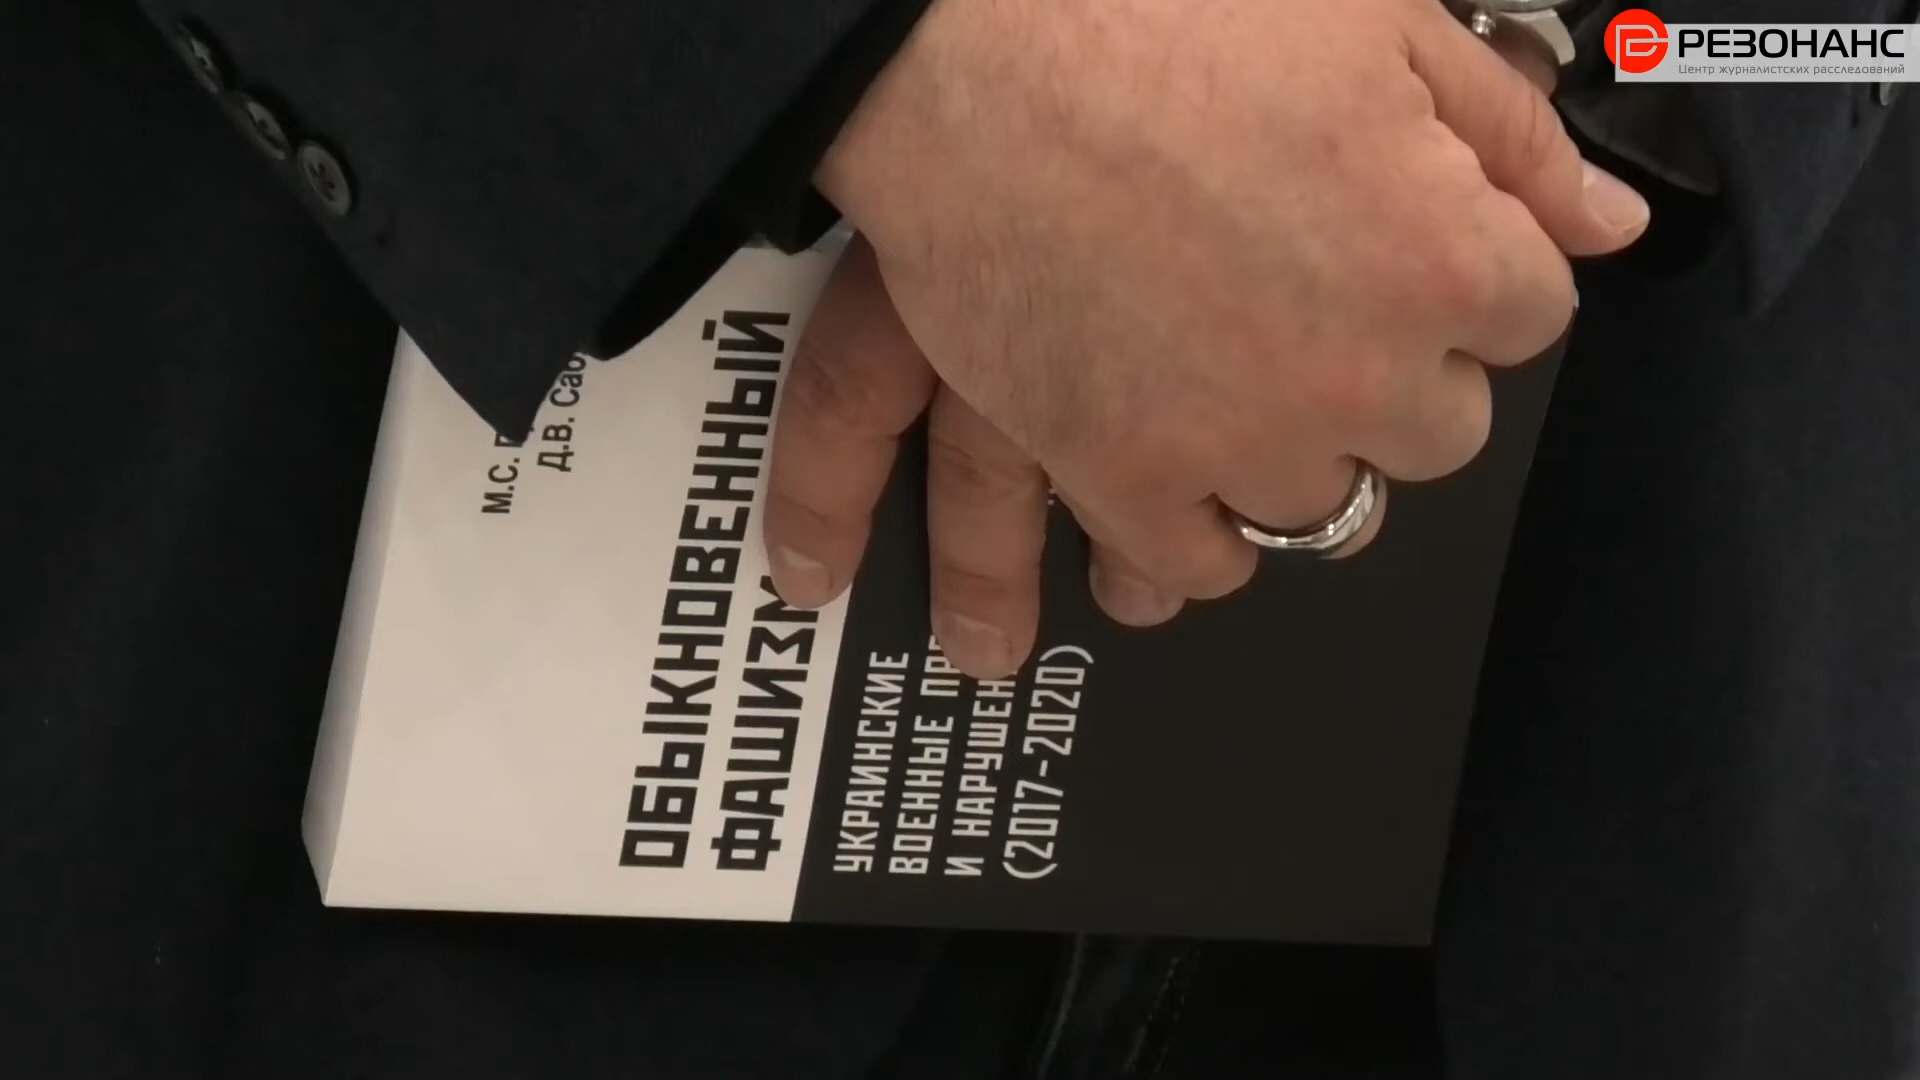 РЕЗОНАНС
Центр журналистских расследований
М.С.
Д.В.
ОБЫКНОВЕННЫЙ
ФАШИЗМ
УКРАИНСКИЕ
ВОЕННЫЕ
И
(2017-2020)